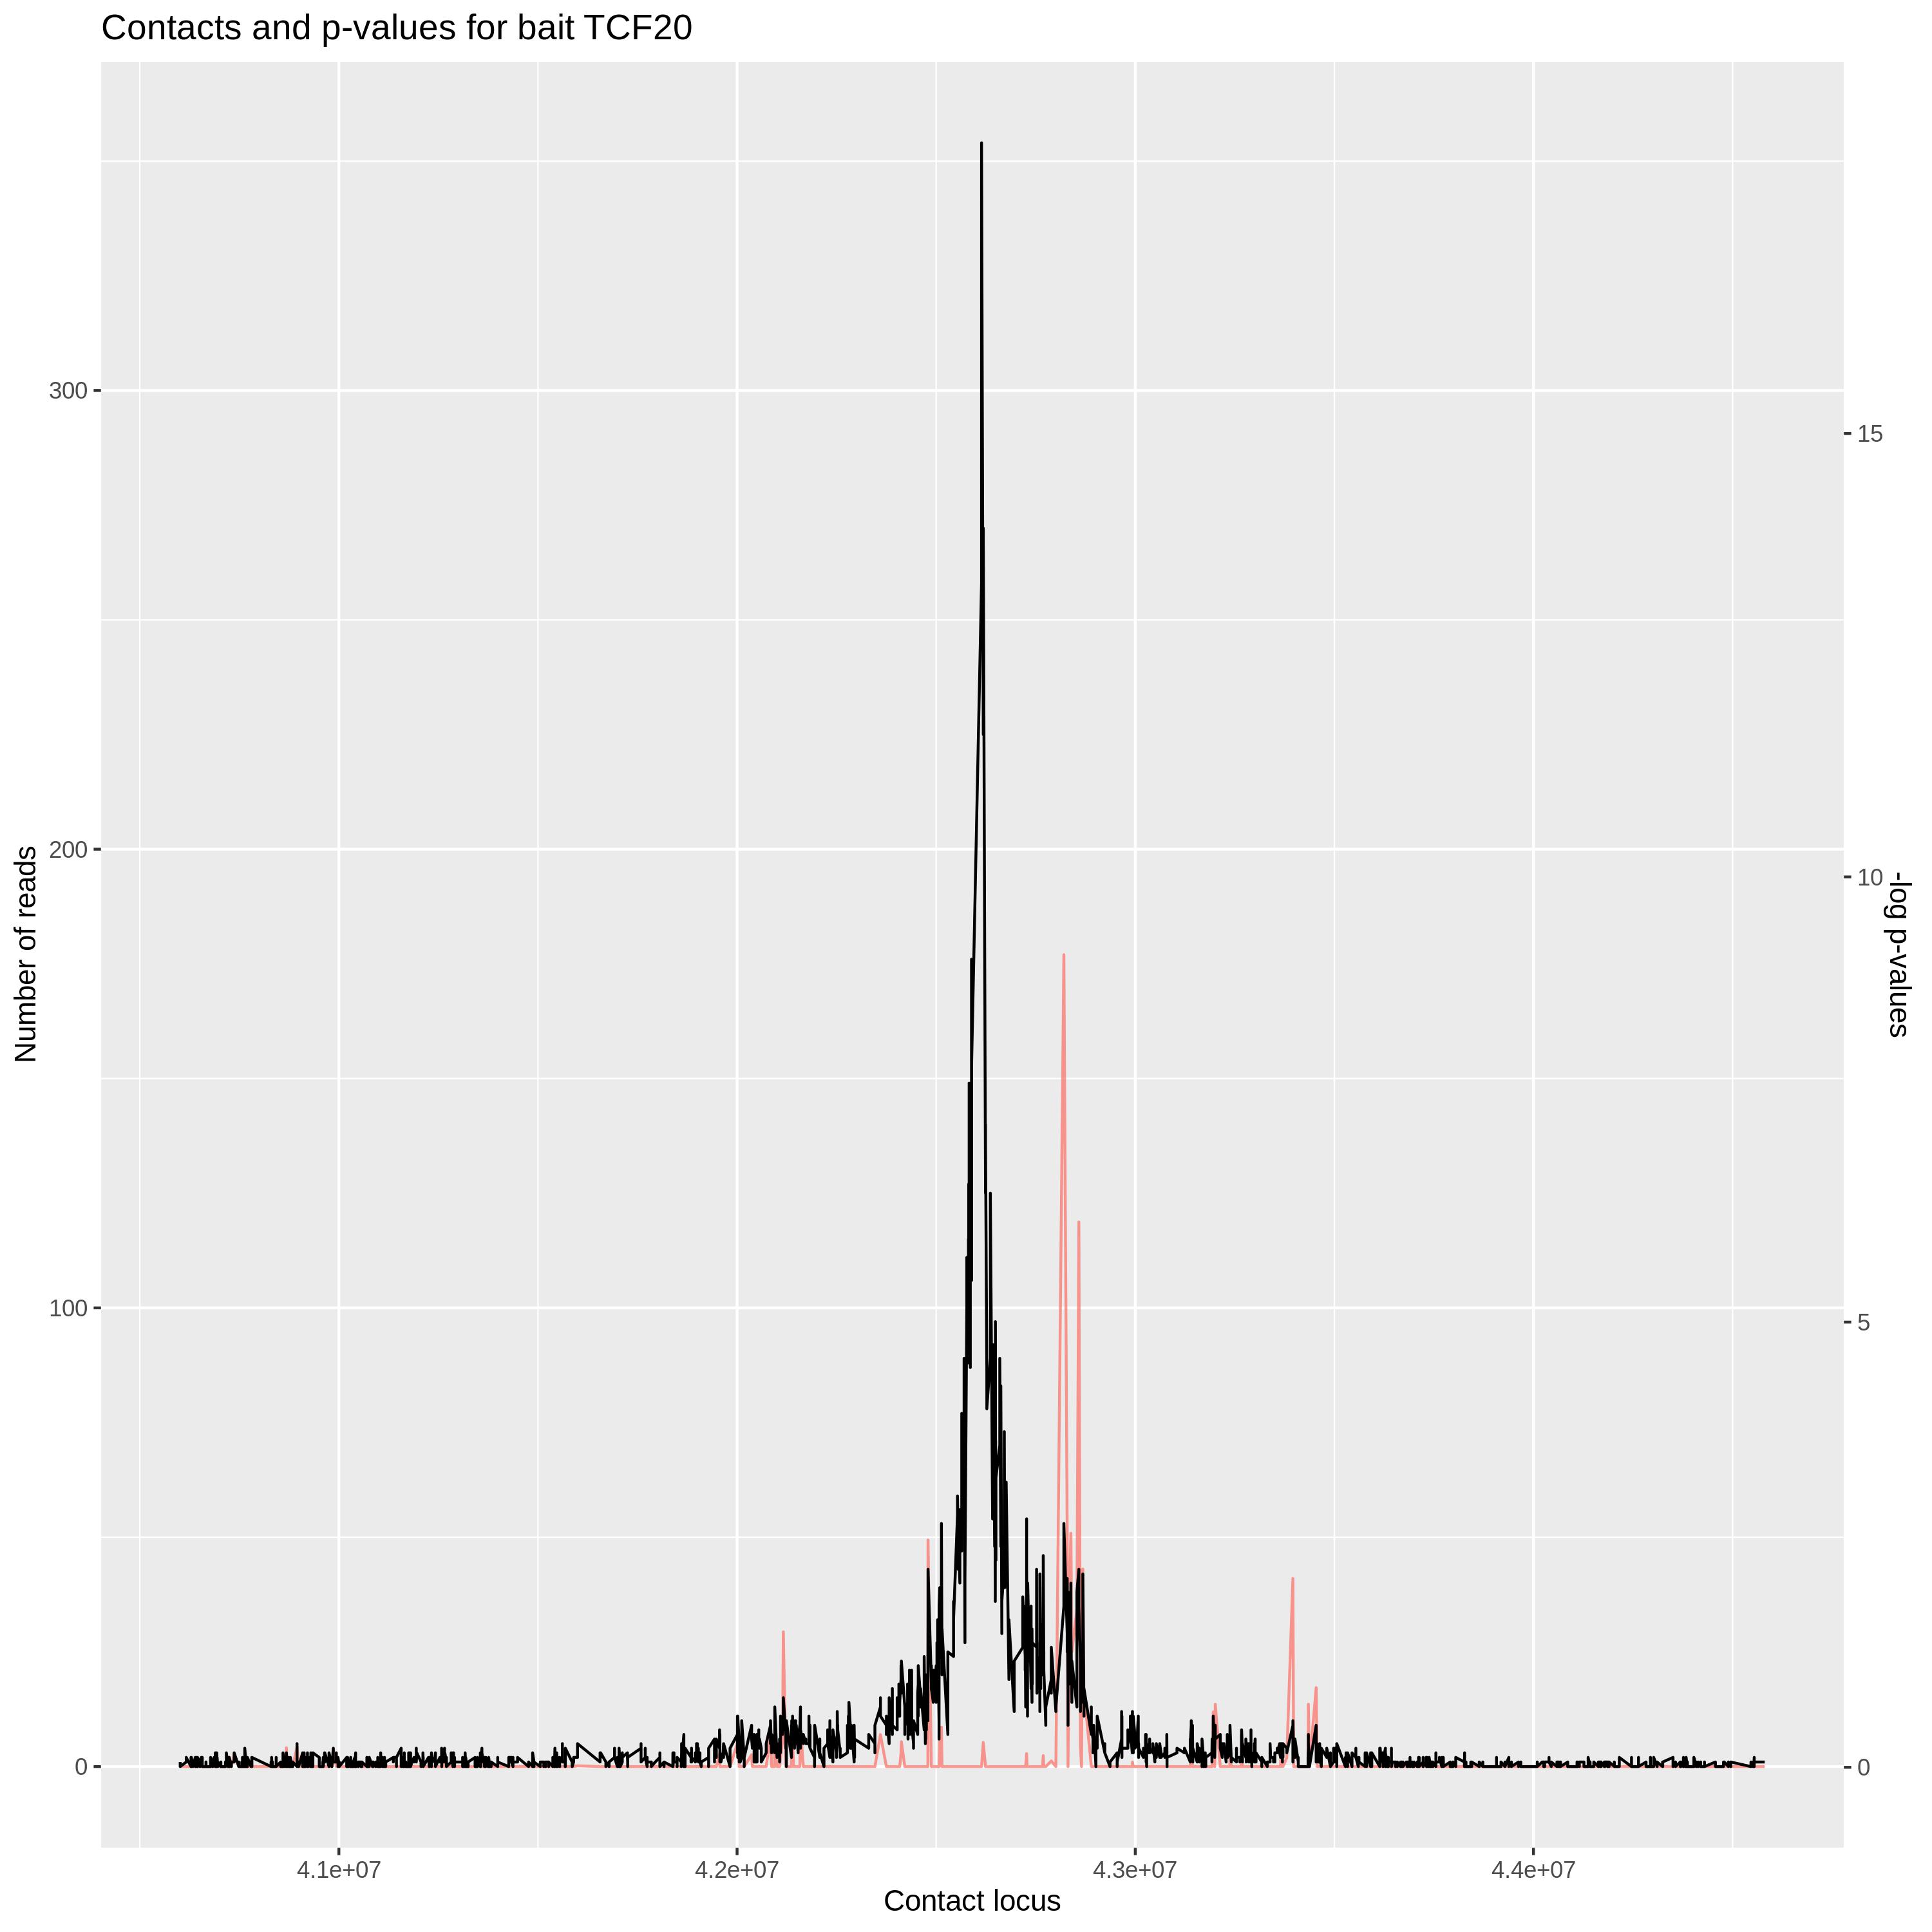 Contacts and p-values for bait TCF20
300
200
100
0
Number of reads
15
10
5
0
-log p-values
4.1e+07 4.2e+07 4.3e+07 4.4e+07
Contact locus